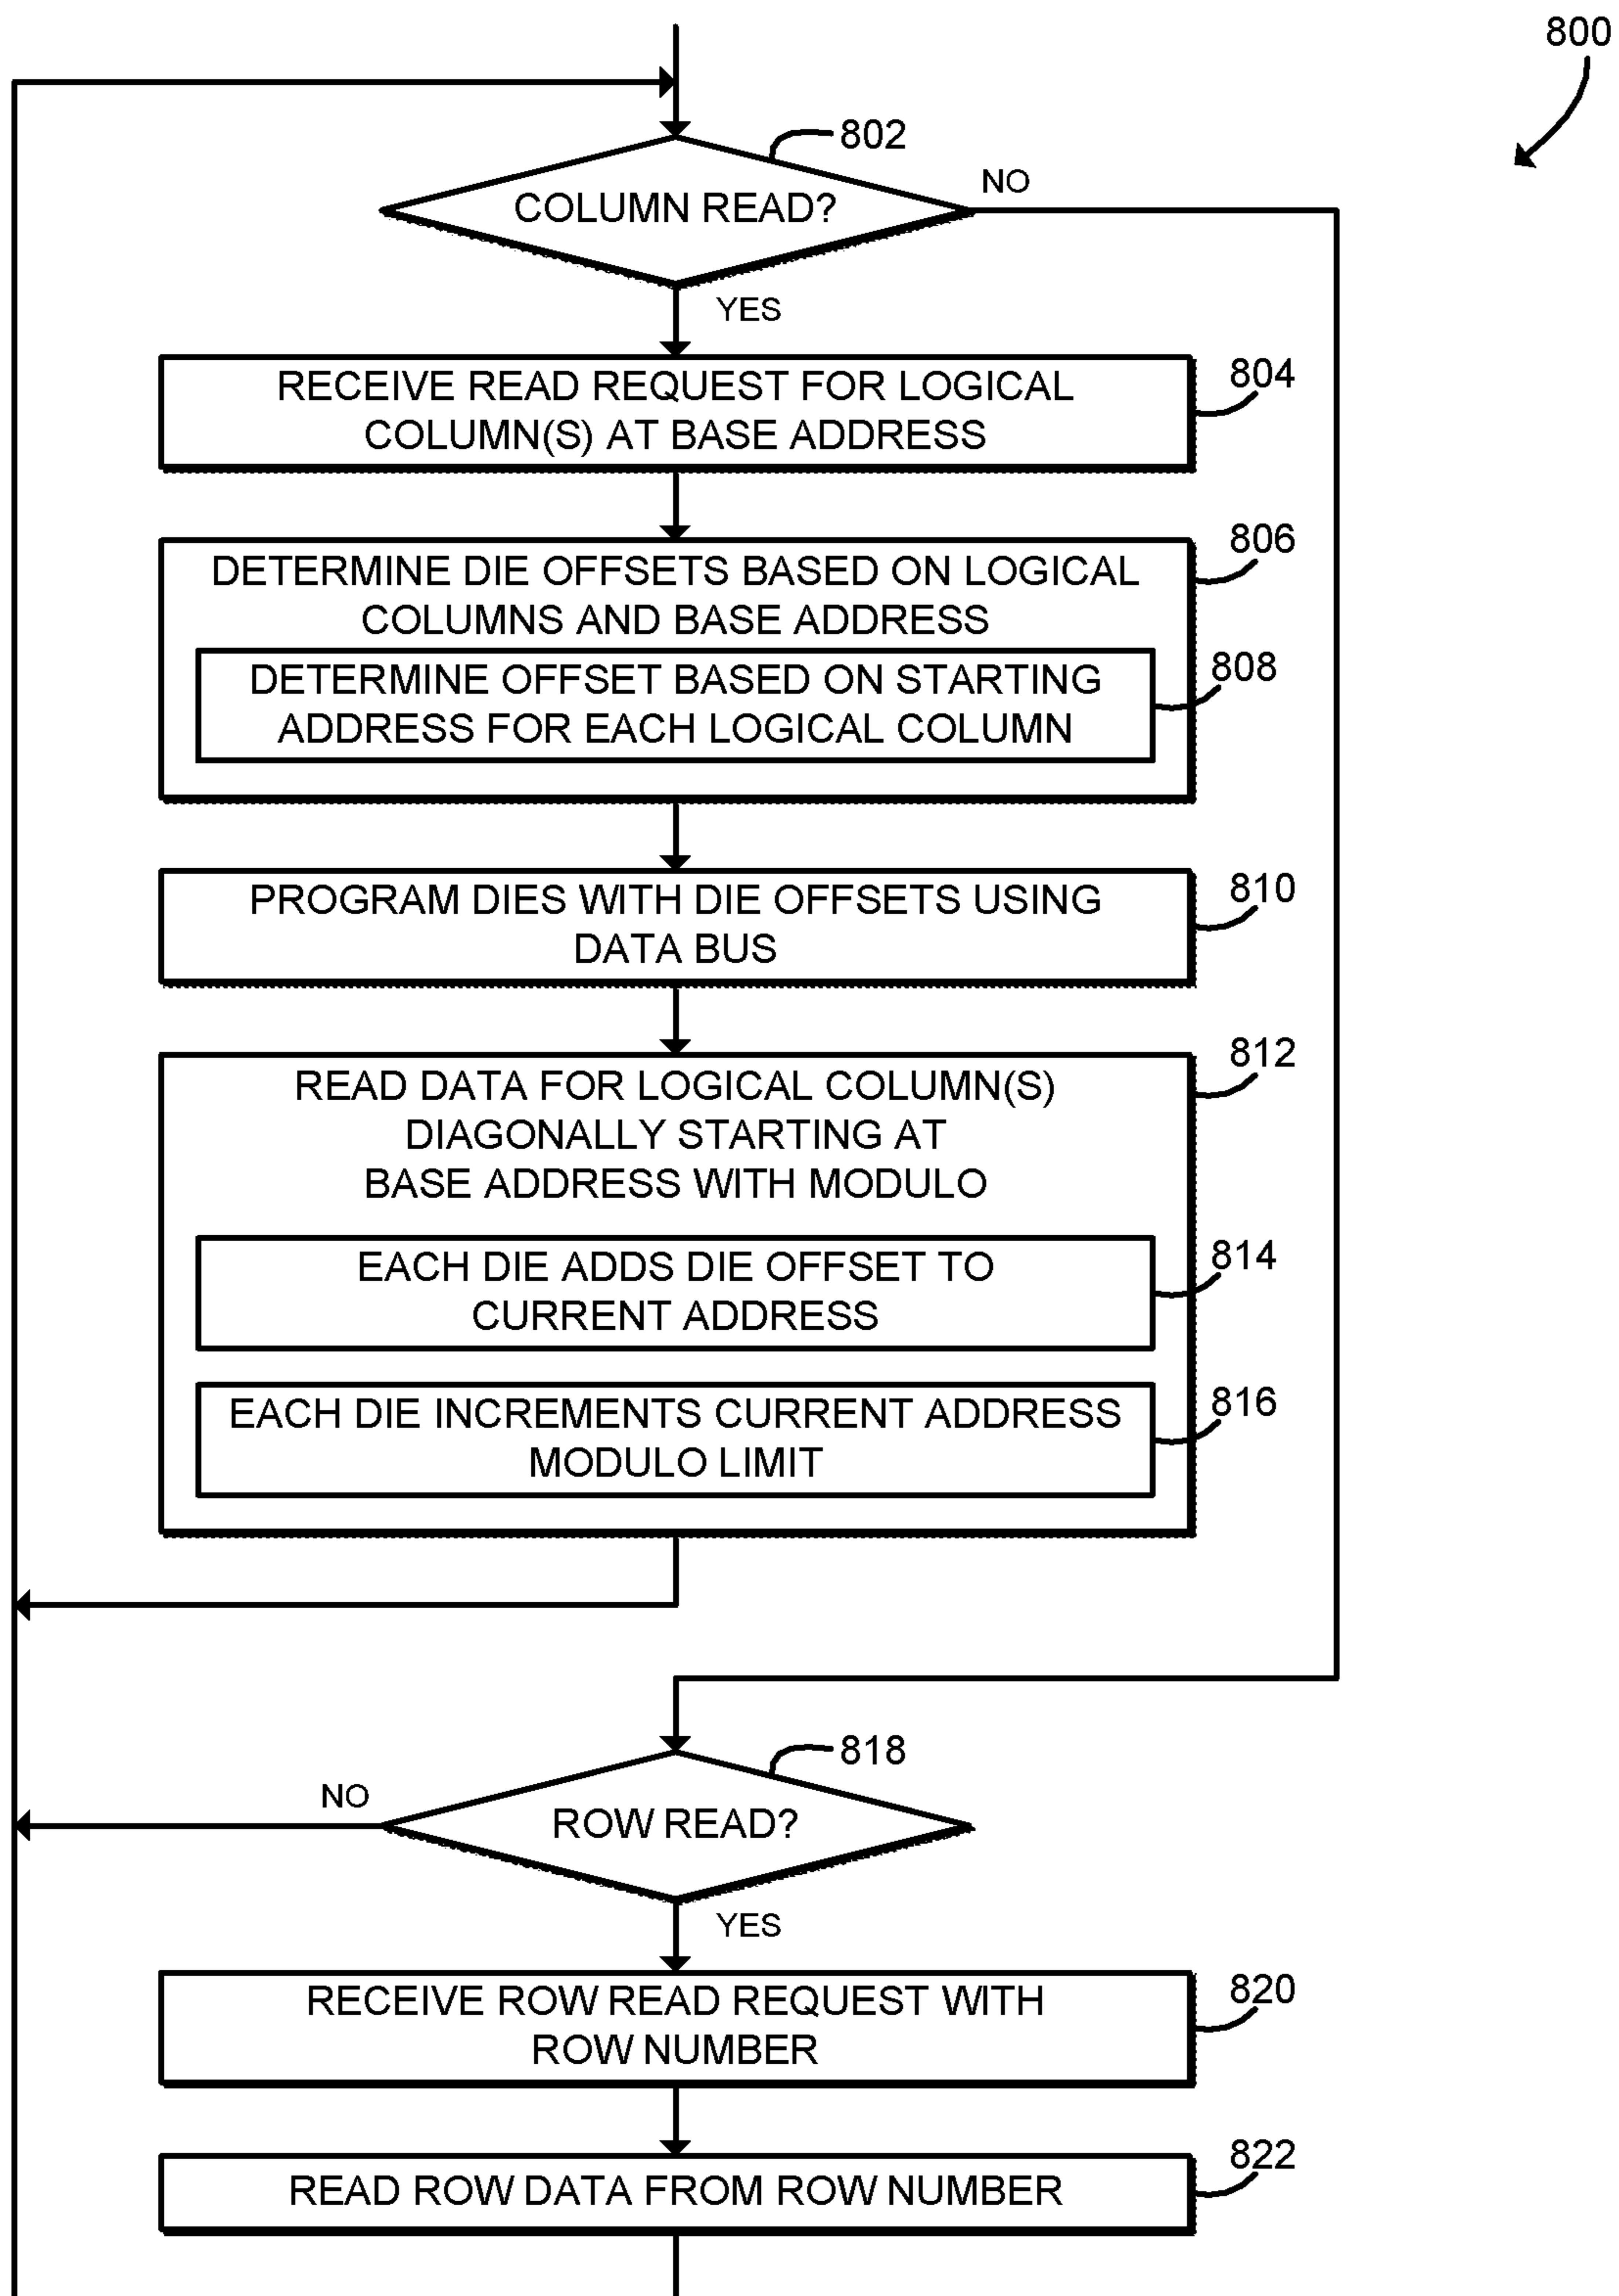 800
802
COLUMN READ?
NO
YES
RECEIVE READ REQUEST FOR LOGICAL
COLUMN(S) AT BASE ADDRESS
804
DETERMINE DIE OFFSETS BASED ON LOGICAL
COLUMNS AND BASE ADDRESS
806
DETERMINE OFFSET BASED ON STARTING
ADDRESS FOR EACH LOGICAL COLUMN
808
PROGRAM DIES WITH DIE OFFSETS USING
DATA BUS
810
READ DATA FOR LOGICAL COLUMN(S)
DIAGONALLY STARTING AT
BASE ADDRESS WITH MODULO
812
EACH DIE ADDS DIE OFFSET TO
CURRENT ADDRESS
814
EACH DIE INCREMENTS CURRENT ADDRESS
MODULO LIMIT
816
818
NO
ROW READ?
YES
RECEIVE ROW READ REQUEST WITH
ROW NUMBER
820
READ ROW DATA FROM ROW NUMBER
822